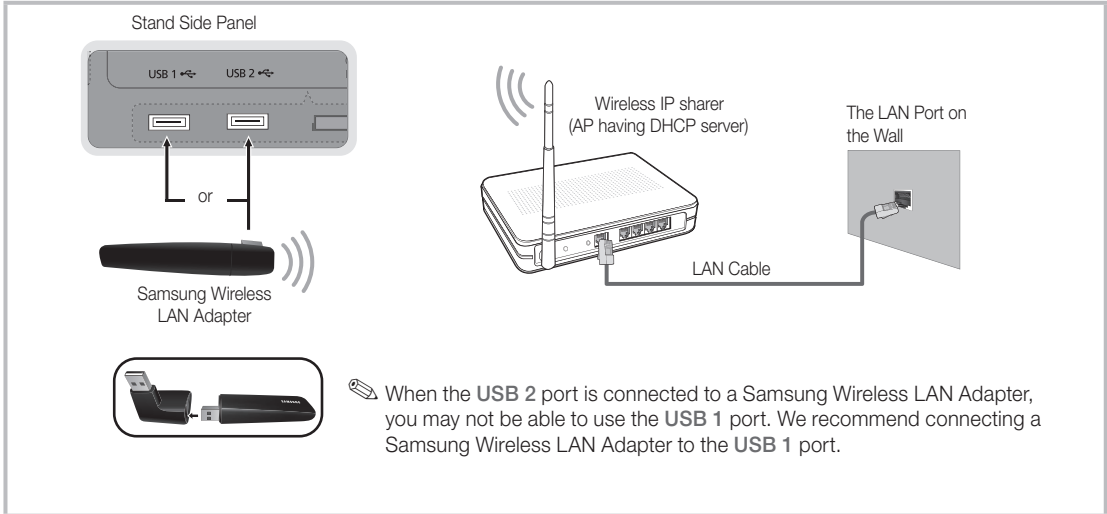 Stand Side Panel
USB 1 USB 2
or
Samsung Wireless
LAN Adapter
Wireless IP sharer
(AP having DHCP server)
The LAN Port on
the Wall
LAN Cable
SAMSUNG
When the USB 2 port is connected to a Samsung Wireless LAN Adapter,
you may not be able to use the USB 1 port. We recommend connecting a
Samsung Wireless LAN Adapter to the USB 1 port.